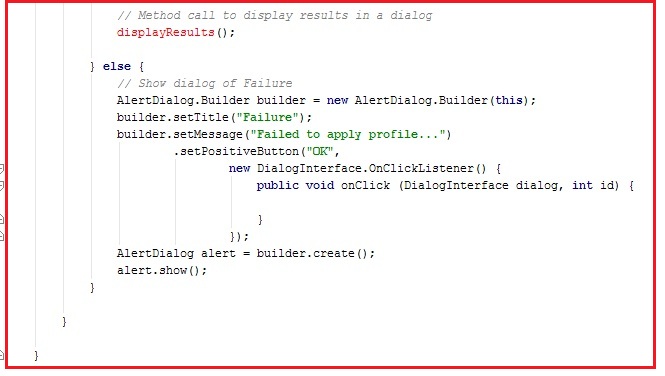 // Method call to display results in a dialog
displayResults();
} else {
// Show dialog of Failure
AlertDialog.Builder builder = new AlertDialog.Builder(this);
builder.setTitle("Failure");
builder.setMessage("Failed to apply profile...")
.setPositiveButton("OK",
new DialogInterface.OnClickListener() {
public void onClick (DialogInterface dialog, int id) {
}
});
AlertDialog alert = builder.create();
alert.show();
}
}
}